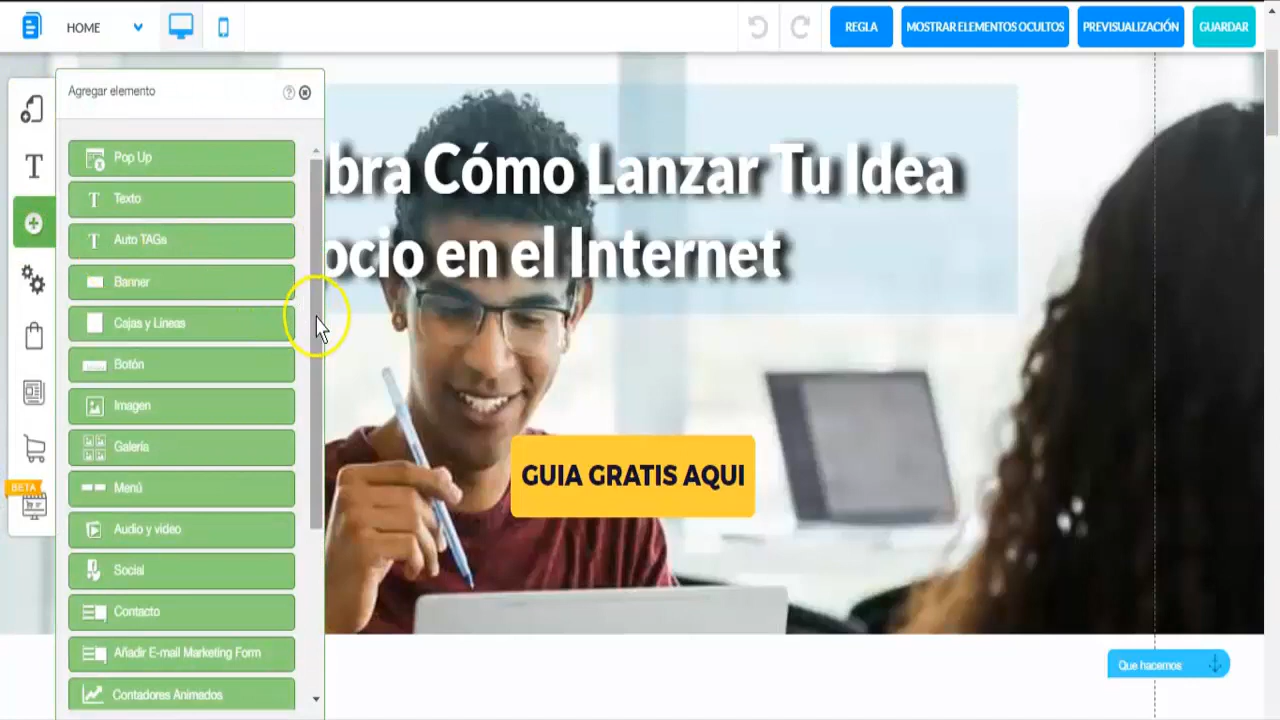 HOME
REGLA
MOSTRAR ELEMENTOS OCULTOS
PREVISUALIZACIÓN
GUARDAR
Agregar elemento
?
Pop Up
T Texto
T Auto TAGs
Banner
Cajas y Líneas
Botón
Imagen
Galería
Menú
Audio y video
Social
Contacto
Añadir E-mail Marketing Form
Contadores Animados
T
BETA
bra Cómo Lanzar Tu Idea
ocio en el Internet
GUIA GRATIS AQUI
Que hacemos